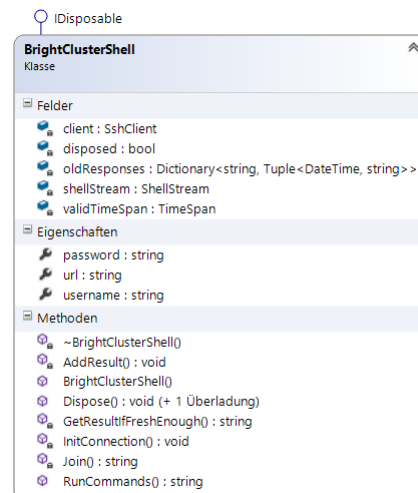 IDisposable
BrightClusterShell
Klasse
Felder
client : SshClient
disposed : bool
oldResponses : Dictionary<string, Tuple<DateTime, string>>
shellStream : ShellStream
validTimeSpan : TimeSpan
Eigenschaften
password : string
url : string
username : string
Methoden
~BrightClusterShell()
AddResult() : void
BrightClusterShell()
Dispose() : void (+ 1 Überladung)
GetResultIfFreshEnough() : string
InitConnection() : void
Join() : string
RunCommands() : string